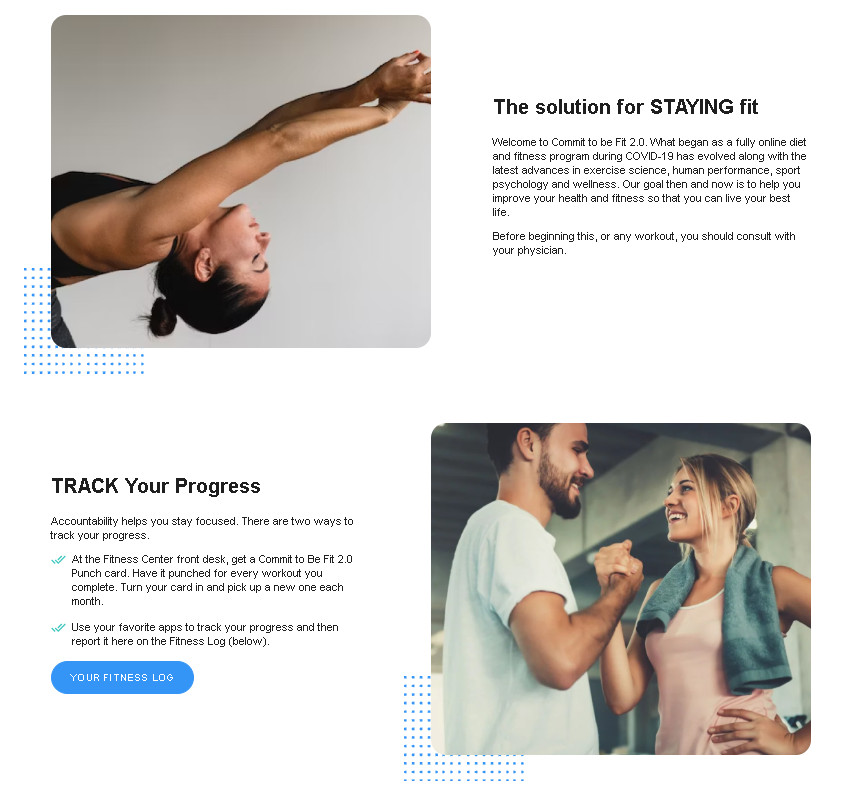 The solution for STAYING fit
Welcome to Commit to be Fit 2.0. What began as a fully online diet
and fitness program during COVID-19 has evolved along with the
latest advances in exercise science, human performance, sport
psychology and wellness. Our goal then and now is to help you
improve your health and fitness so that you can live your best
life.
Before beginning this, or any workout, you should consult with
your physician.
TRACK Your Progress
Accountability helps you stay focused. There are two ways to
track your progress.
At the Fitness Center front desk, get a Commit to Be Fit 2.0
Punch card. Have it punched for every workout you
complete. Turn your card in and pick up a new one each
month.
Use your favorite apps to track your progress and then
report it here on the Fitness Log (below).
YOUR FITNESS LOG